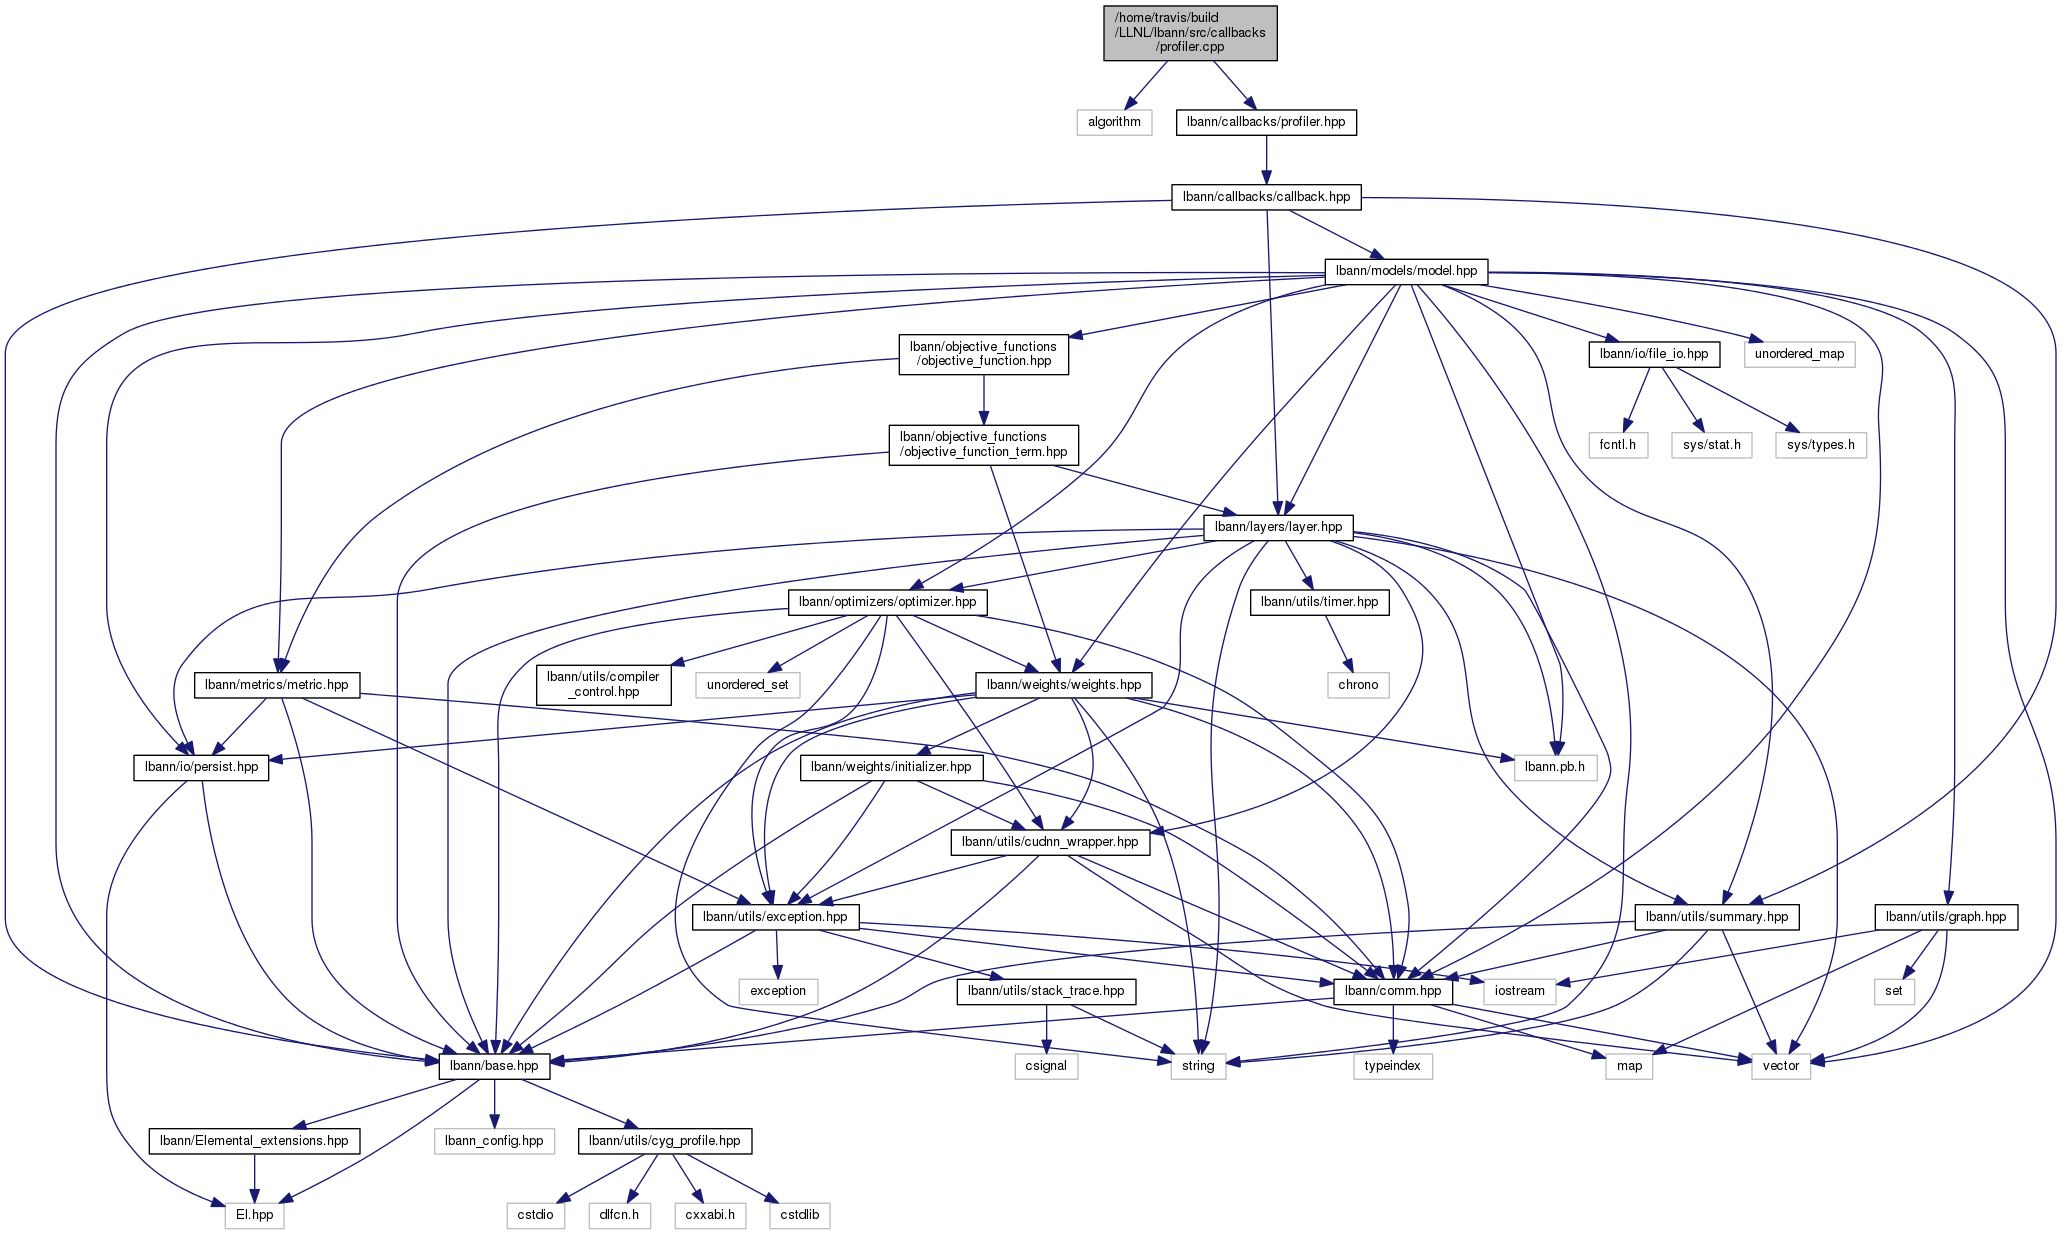 /home/travis/build
/LLNL/lbann/src/callbacks
/profiler.cpp
algorithm
lbann/callbacks/profiler.hpp
lbann/callbacks/callback.hpp
lbann/models/model.hpp
lbann/objective_functions
/objective_function.hpp
lbann/io/file_io.hpp
unordered_map
lbann/objective_functions
/objective_function_term.hpp
fcntl.h
sys/stat.h
sys/types.h
lbann/layers/layer.hpp
lbann/optimizers/optimizer.hpp
lbann/utils/timer.hpp
lbann/metrics/metric.hpp
lbann/utils/compiler
_control.hpp
unordered_set
lbann/weights/weights.hpp
chrono
lbann/io/persist.hpp
lbann/weights/initializer.hpp
lbann.pb.h
lbann/utils/cudnn_wrapper.hpp
lbann/utils/exception.hpp
lbann/utils/summary.hpp
lbann/utils/graph.hpp
exception
lbann/utils/stack_trace.hpp
lbann/comm.hpp
iostream
set
lbann/base.hpp
csignal
string
typeindex
map
vector
lbann/Elemental_extensions.hpp
lbann_config.hpp
lbann/utils/cyg_profile.hpp
El.hpp
cstdio
dlfcn.h
cxxabi.h
cstdlib